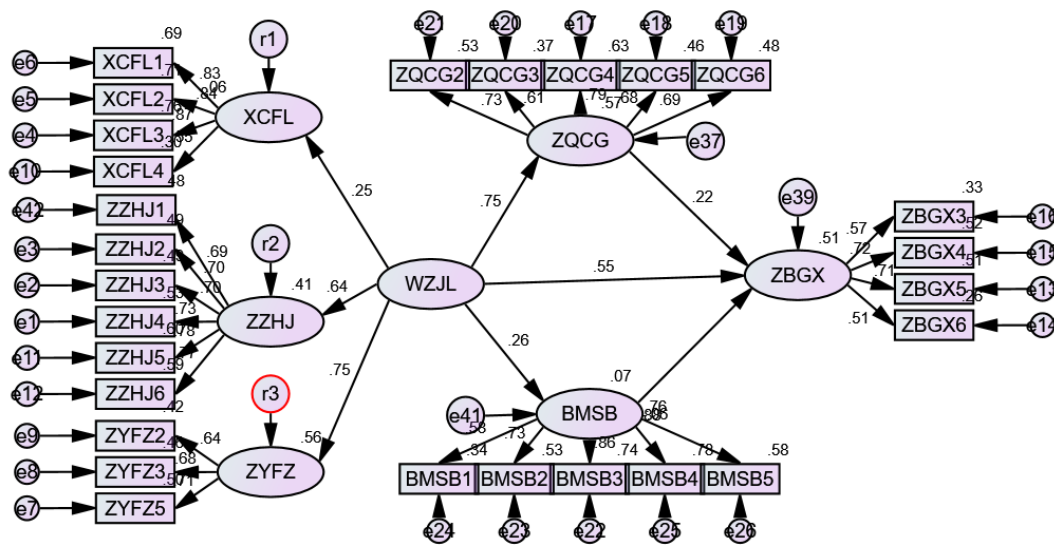 e21
e20
e17
e18
e19
.53
.37
.63
.46
.48
ZQCG2
ZQCG3
ZQCG4
ZQCG5
ZQCG6
.73
.61
.79
.57
.68
.69
ZQCG
e37
r1
.69
e6
XCFL1
.83
.06
e5
XCFL2
.84
XCFL
e4
XCFL3
.87
e10
XCFL4
.48
.25
.75
.22
e42
ZZHJ1
.49
e3
ZZHJ2
.69
r2
e2
ZZHJ3
.70
.70
.41
.64
e1
ZZHJ4
.73
ZZHJ
e11
ZZHJ5
.78
e12
ZZHJ6
.59
.42
WZJL
.55
.26
.75
e39
.51
ZBGX
.33
.57
ZBGX3
e16
.52
.72
ZBGX4
e15
.51
.71
ZBGX5
e13
.26
.51
ZBGX6
e14
r3
e9
ZYFZ2
.64
.56
e8
ZYFZ3
.68
ZYFZ
e7
ZYFZ5
.71
.07
e41
BMSB
.76
.58
.73
.86
.74
.78
.58
.34
.53
BMSB1
BMSB2
BMSB3
BMSB4
BMSB5
e24
e23
e22
e25
e26